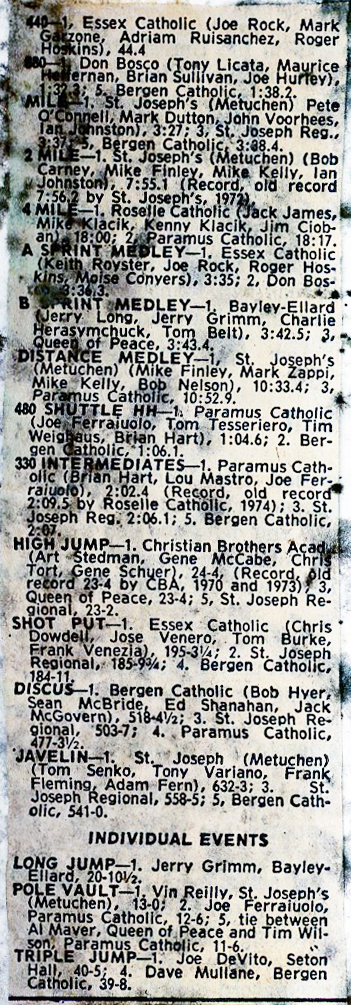 440—1, Essex Catholic (Joe Rock, Mark
Garzone, Adriam Ruisanchez, Roger
Hoskins), 44.4
880—1. Don Bosco (Tony Licata, Maurice
Heffernan, Brian Sullivan, Joe Hurley),
1:32.3; 5, Bergen Catholic, 1:38.2.
MILE—1. St. Joseph's (Metuchen) Pete
O'Connell, Mark Dutton, John Voorhees,
Ian Johnston), 3:27; 3, St. Joseph Reg.,
5, Bergen Catholic, 3:38.4.
2 MILE—1. St. Joseph's (Metuchen) (Bob
Carney, Mike Finley, Mike Kelly, Ian
Johnston), 7:55.1 (Record, old record
7:56.2 by St. Joseph's, 1972).
4 MILE—1. Roselle Catholic (Jack James,
Mike Klacik, Kenny Klacik, Jim Ciob-
an), 18:00; 2, Paramus Catholic, 18:17.
A SPRINT MEDLEY—1, Essex Catholic
(Keith Royster, Joe Rock, Roger Hos-
kins, Moise Convers), 3:35; 2, Don Bos-
B SPRINT MEDLEY—1, Bayley-Ellard
(Jerry Long, Jerry Grimm, Charlie
Herasymchuck, Tom Belt), 3:42.5; 3,
Queen of Peace, 3:43.4.
DISTANCE MEDLEY—1, St. Joseph's
(Metuchen) (Mike Finley, Mark Zappi,
Mike Kelly, Bob Nelson), 10:33.4; 3,
Paramus Catholic, 10:52.9.
480 SHUTTLE HH—1. Paramus Catholic
(Joe Ferraiuolo, Tom Tesseriero, Tim
Weighaus, Brian Hart), 1:04.6; 2. Ber-
gen Catholic, 1:06.1.
330 INTERMEDIATES—1. Paramus Cath-
olic (Brian Hart, Lou Mastro, Joe Fer-
raiuolo), 2:02.4 (Record, old record
2:09.5 by Roselle Catholic, 1974); 3. St.
Joseph Reg. 2:06.1; 5. Bergen Catholic,
2:07.
HIGH JUMP—1. Christian Brothers Acad.
(Art Stedman, Gene McCabe, Chris
Tort, Gene Schuer), 24-4, (Record, old
record 23-4 by CBA, 1970 and 1973); 3,
Queen of Peace, 23-4; 5, St. Joseph Re-
gional, 23-2.
SHOT PUT—1. Essex Catholic (Chris
Dowdell, Jose Venero, Tom Burke,
Frank Venezia), 195-3¼; 2. St. Joseph
Regional, 185-9¾; 4. Bergen Catholic,
184-11.
DISCUS—1. Bergen Catholic (Bob Hyer,
Sean McBride, Ed Shanahan, Jack
McGovern), 518-4½; 3. St. Joseph Re-
gional, 503-7; 4. Paramus Catholic,
477-3½.
JAVELIN—1. St. Joseph (Metuchen)
(Tom Senko, Tony Variano, Frank
Fleming, Adam Fern), 632-3; 3. St.
Joseph Regional, 558-5; 5, Bergen Cath-
olic, 541-0.
INDIVIDUAL EVENTS
LONG JUMP—1. Jerry Grimm, Bayley-
Ellard, 20-10½.
POLE VAULT—1. Vin Reilly, St. Joseph's
(Metuchen), 13-0; 2. Joe Ferraiuolo,
Paramus Catholic, 12-6; 5, tie between
Al Maver, Queen of Peace and Tim Wil-
son, Paramus Catholic, 11-6.
TRIPLE JUMP—1. Joe DeVito, Seton
Hall, 40-5; 4. Dave Mullane, Bergen
Catholic, 39-8.